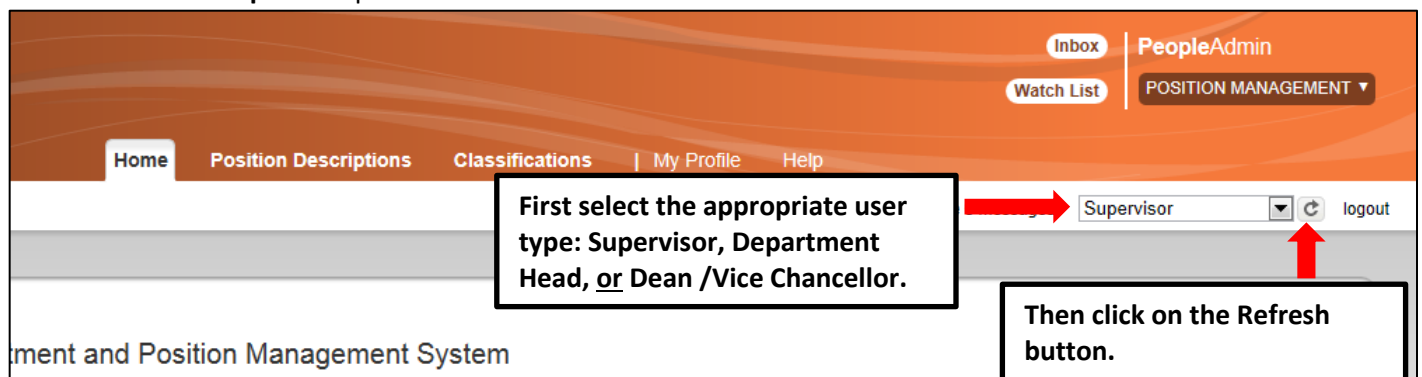 Inbox PeopleAdmin
Watch List POSITION MANAGEMENT
Home Position Descriptions Classifications | My Profile Help
First select the appropriate user
type: Supervisor, Department
Head, or Dean /Vice Chancellor.
Supervisor logout
Then click on the Refresh
button.
tment and Position Management System